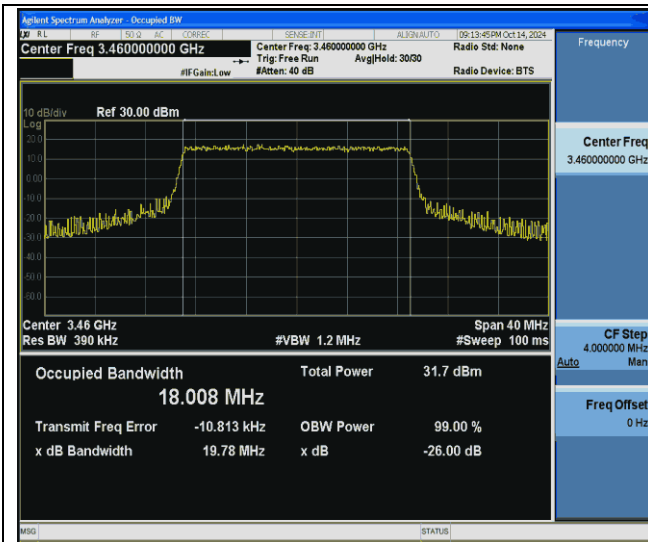 Agilent Spectrum Analyzer - Occupied BW
RL RF 50 Ω AC CORREC SENSE:INT ALIGNAUTO 09:13:45PM Oct 14, 2024
Center Freq 3.460000000 GHz
Center Freq: 3.460000000 GHz
Radio Std: None
Trig: Free Run Avg|Hold: 30/30
#IFGain:Low
#Atten: 40 dB
Radio Device: BTS
Frequency
10 dB/div Ref 30.00 dBm
Log
20.0
10.0
0.00
-10.0
-20.0
-30.0
-40.0
-50.0
-60.0
Center 3.46 GHz Span 40 MHz
Res BW 390 kHz #VBW 1.2 MHz #Sweep 100 ms
Occupied Bandwidth Total Power 31.7 dBm
18.008 MHz
Transmit Freq Error -10.813 kHz OBW Power 99.00 %
x dB Bandwidth 19.78 MHz x dB -26.00 dB
Center Freq
3.460000000 GHz
CF Step
4.000000 MHz
Auto Man
Freq Offset
0 Hz
MSG STATUS